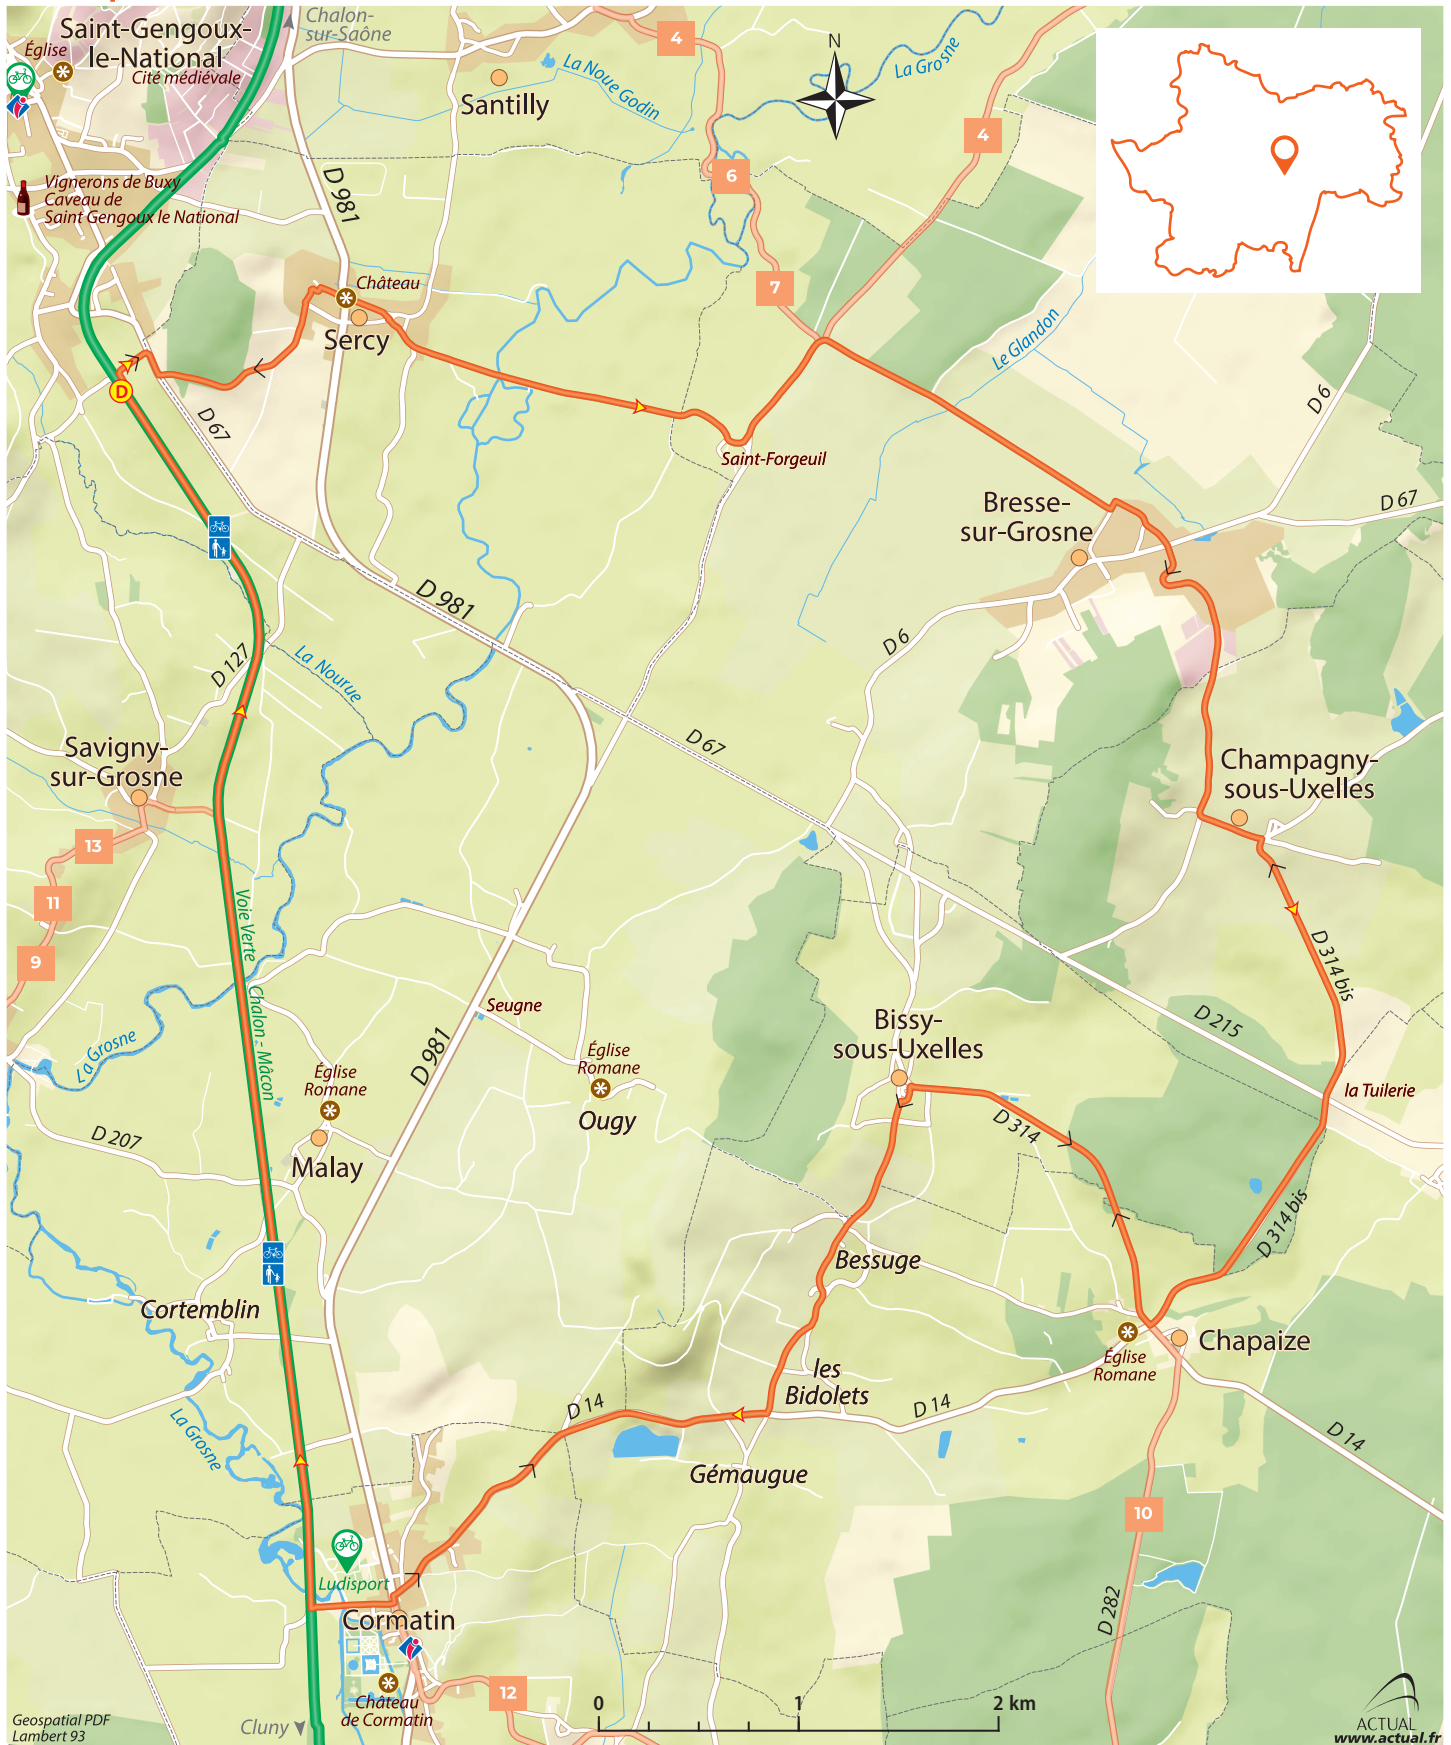 Chalon-
sur-Saône
Saint-Gengoux-
le-National
Église
Cité médiévale
4
La Noue Godin
La Grosne
N
Santilly
4
6
D 981
Vignerons de Buxy
Caveau de
Saint Gengoux le National
Château
7
Sercy
Le Glandon
D
D 67
D 6
Saint-Forgeuil
Bresse-
sur-Grosne
D 67
D 981
D 6
D 127
La Nourue
Savigny-
sur-Grosne
D 67
Champagny-
sous-Uxelles
13
11
9
Voie Verte
Chalon - Mâcon
D 314 bis
Seugne
D 981
D 215
Bissy-
sous-Uxelles
La Grosne
Église
Romane
Église
Romane
Ougy
la Tuilerie
D 207
D 314
Malay
D 314 bis
Bessuge
Cortemblin
Chapaize
Église
Romane
les
Bidolets
D 14
D 14
D 14
La Grosne
Gémaugue
10
Ludisport
Cormatin
D 282
12
Château
de Cormatin
0
1
2 km
Cluny
Geospatial PDF
Lambert 93
ACTUAL
www.actual.fr